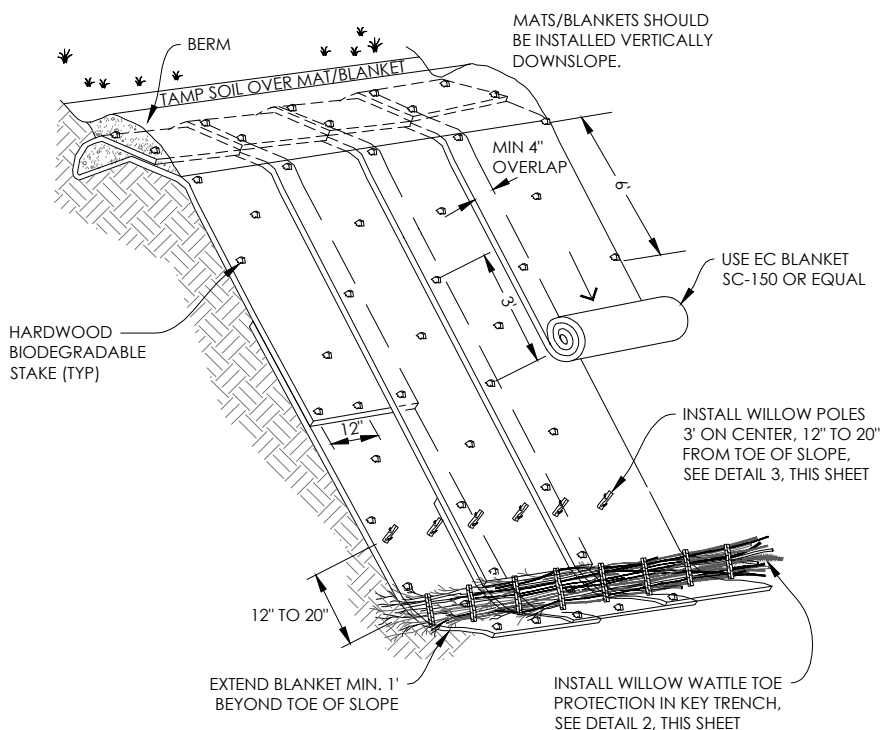 MATS/BLANKETS SHOULD
BE INSTALLED VERTICALLY
DOWNSLOPE.
BERM
TAMP SOIL OVER MAT/BLANKET
MIN 4"
OVERLAP
6'
USE EC BLANKET
SC-150 OR EQUAL
3'
HARDWOOD
BIODEGRADABLE
STAKE (TYP)
12"
INSTALL WILLOW POLES
3' ON CENTER, 12" TO 20"
FROM TOE OF SLOPE,
SEE DETAIL 3, THIS SHEET
12" TO 20"
EXTEND BLANKET MIN. 1'
BEYOND TOE OF SLOPE
INSTALL WILLOW WATTLE TOE
PROTECTION IN KEY TRENCH,
SEE DETAIL 2, THIS SHEET